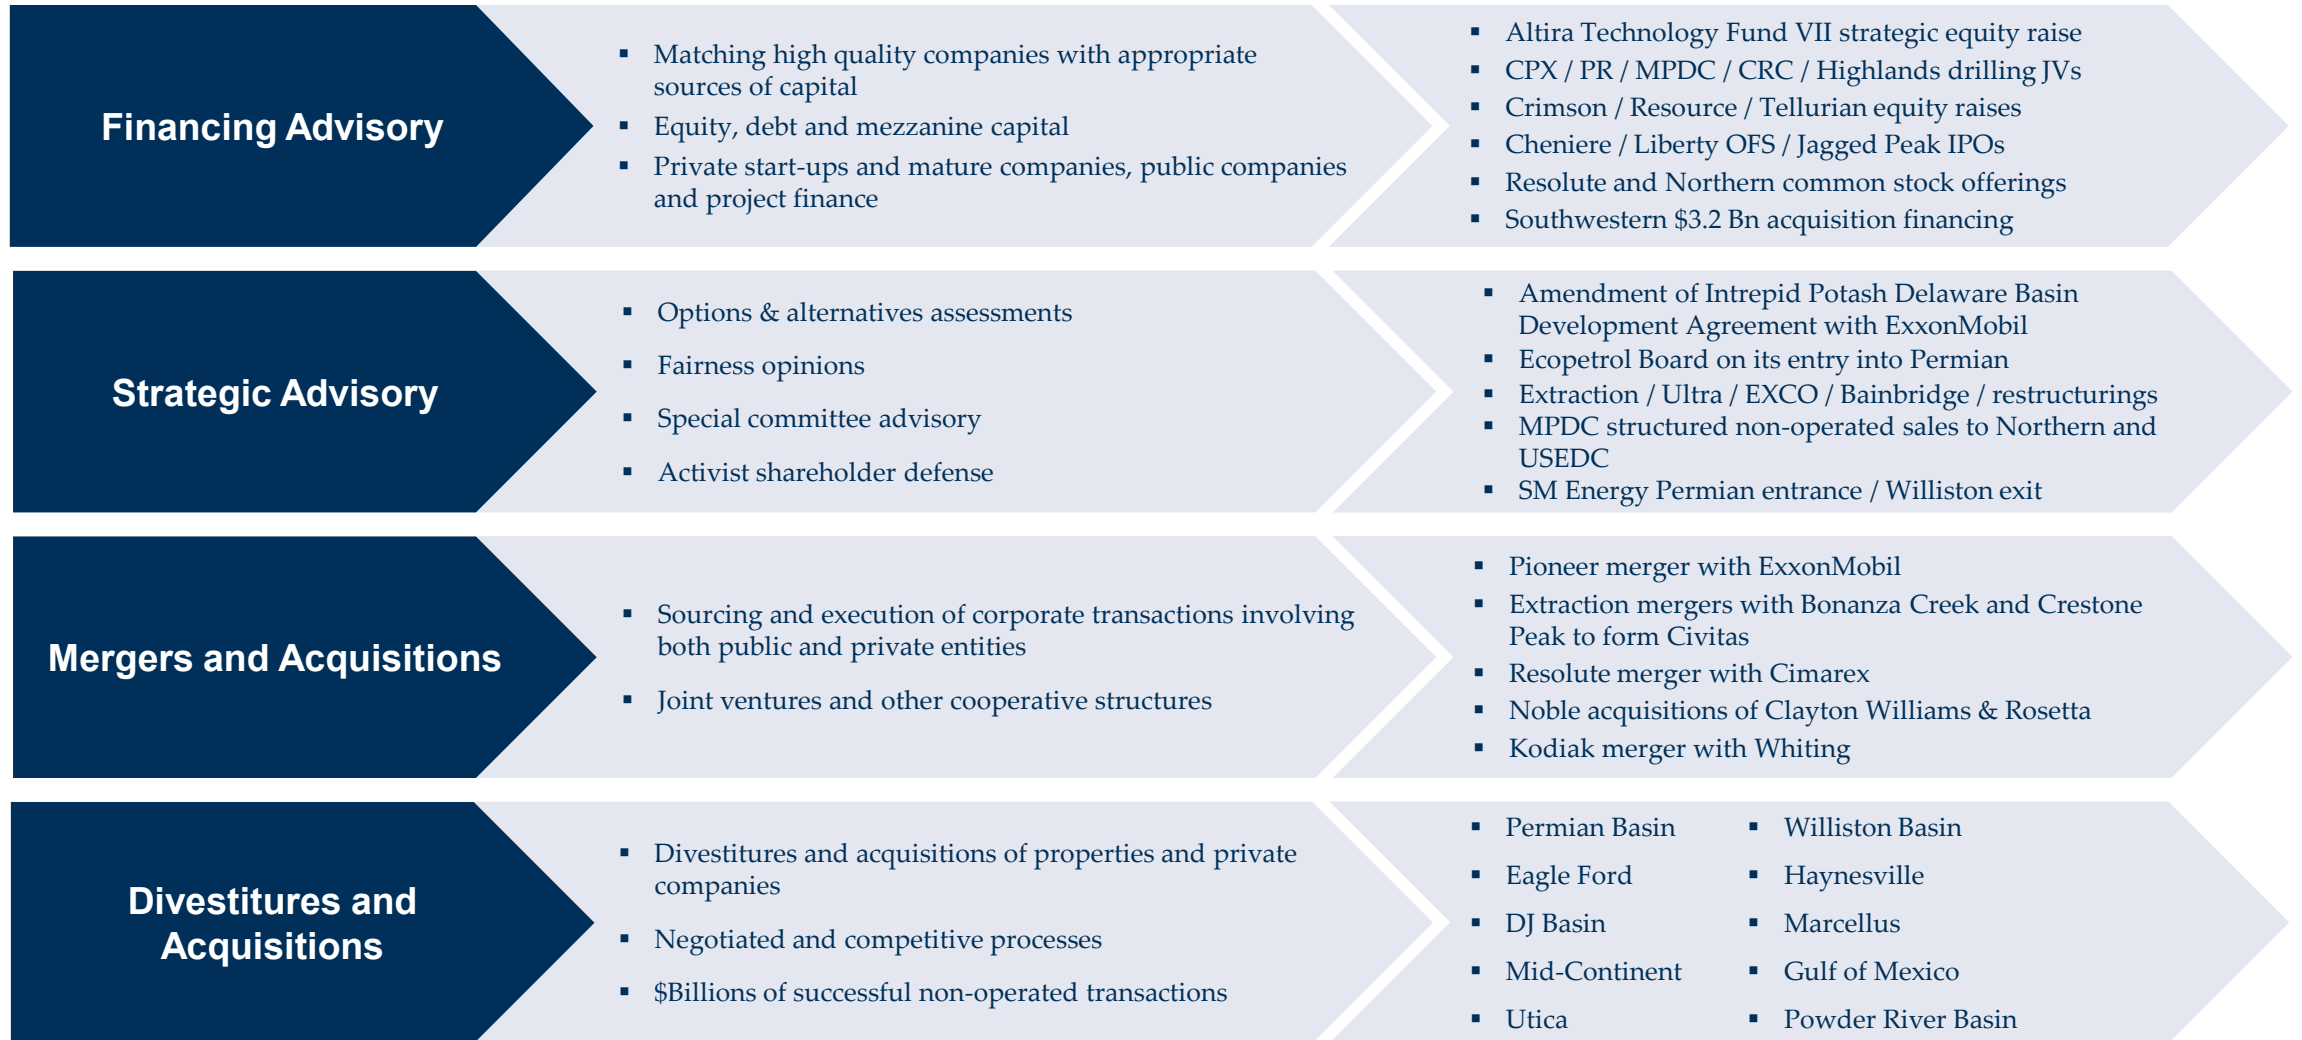 Financing Advisory
▪ Matching high quality companies with appropriate
sources of capital
▪ Equity, debt and mezzanine capital
▪ Private start-ups and mature companies, public companies
and project finance
▪ Altira Technology Fund VII strategic equity raise
▪ CPX / PR / MPDC / CRC / Highlands drilling JVs
▪ Crimson / Resource / Tellurian equity raises
▪ Cheniere / Liberty OFS / Jagged Peak IPOs
▪ Resolute and Northern common stock offerings
▪ Southwestern $3.2 Bn acquisition financing
Strategic Advisory
▪ Options & alternatives assessments
▪ Fairness opinions
▪ Special committee advisory
▪ Activist shareholder defense
▪ Amendment of Intrepid Potash Delaware Basin
Development Agreement with ExxonMobil
▪ Ecopetrol Board on its entry into Permian
▪ Extraction / Ultra / EXCO / Bainbridge / restructurings
▪ MPDC structured non-operated sales to Northern and
USEDC
▪ SM Energy Permian entrance / Williston exit
Mergers and Acquisitions
▪ Sourcing and execution of corporate transactions involving
both public and private entities
▪ Joint ventures and other cooperative structures
▪ Pioneer merger with ExxonMobil
▪ Extraction mergers with Bonanza Creek and Crestone
Peak to form Civitas
▪ Resolute merger with Cimarex
▪ Noble acquisitions of Clayton Williams & Rosetta
▪ Kodiak merger with Whiting
Divestitures and
Acquisitions
▪ Divestitures and acquisitions of properties and private
companies
▪ Negotiated and competitive processes
▪ $Billions of successful non-operated transactions
▪ Permian Basin
▪ Eagle Ford
▪ DJ Basin
▪ Mid-Continent
▪ Utica
▪ Williston Basin
▪ Haynesville
▪ Marcellus
▪ Gulf of Mexico
▪ Powder River Basin